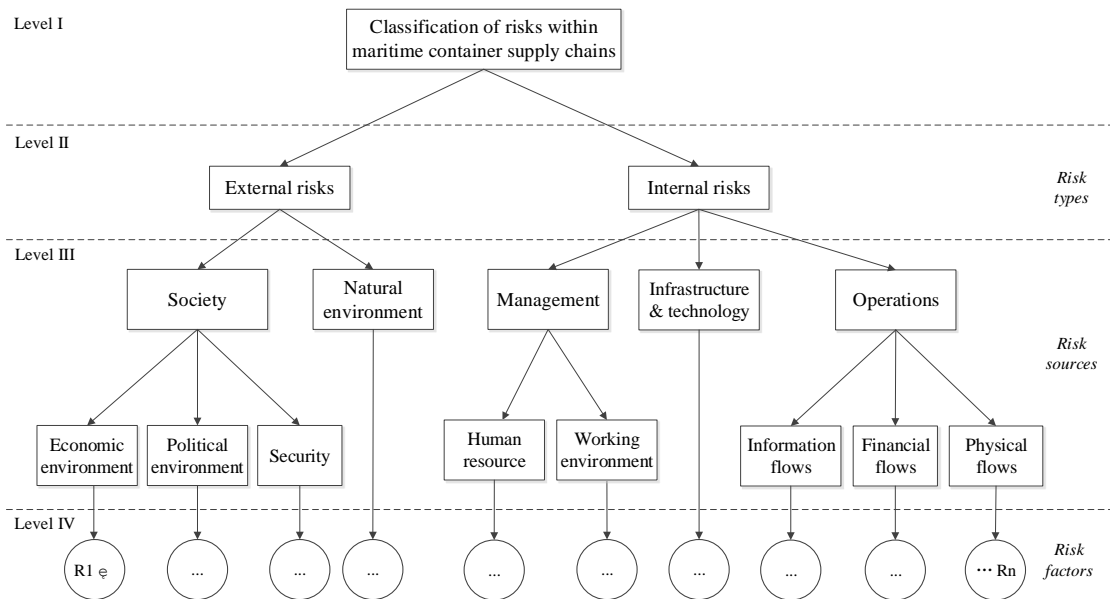 Level I
Classification of risks within
maritime container supply chains
Level II
External risks
Internal risks
Risk
types
Level III
Society
Natural
environment
Management
Infrastructure
& technology
Operations
Risk
sources
Economic
environment
Political
environment
Security
Human
resource
Working
environment
Information
flows
Financial
flows
Physical
flows
Level IV
R1 ę
...
...
...
...
...
...
...
...
··· Rn
Risk
factors